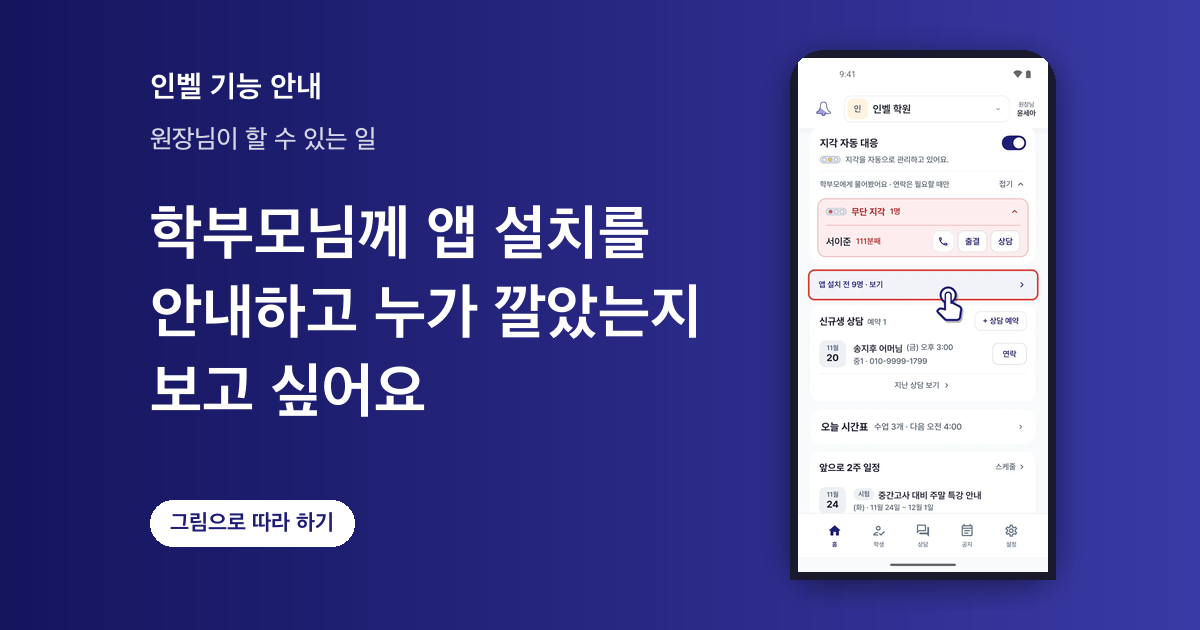 인벨 기능 안내
원장님이 할 수 있는 일
학부모님께 앱 설치를
안내하고 누가 깔았는지
보고 싶어요
그림으로 따라 하기
9:41
인 인벨 학원
원장님
윤세아
지각 자동 대응
지각을 자동으로 관리하고 있어요.
학부모에게 물어봤어요 · 연락은 필요할 때만 접기
무단 지각 1명
서이준 111분째 출결 상담
앱 설치 전 9명 · 보기
신규생 상담 예약 1 + 상담 예약
11월
20
송지후 어머님 (금) 오후 3:00
중1 · 010-9999-1799
연락
지난 상담 보기
오늘 시간표 수업 3개 · 다음 오전 4:00
앞으로 2주 일정 스케줄
11월
24
시험 중간고사 대비 주말 특강 안내
(화) · 11월 24일 ~ 12월 1일
홈 학생 상담 공지 설정